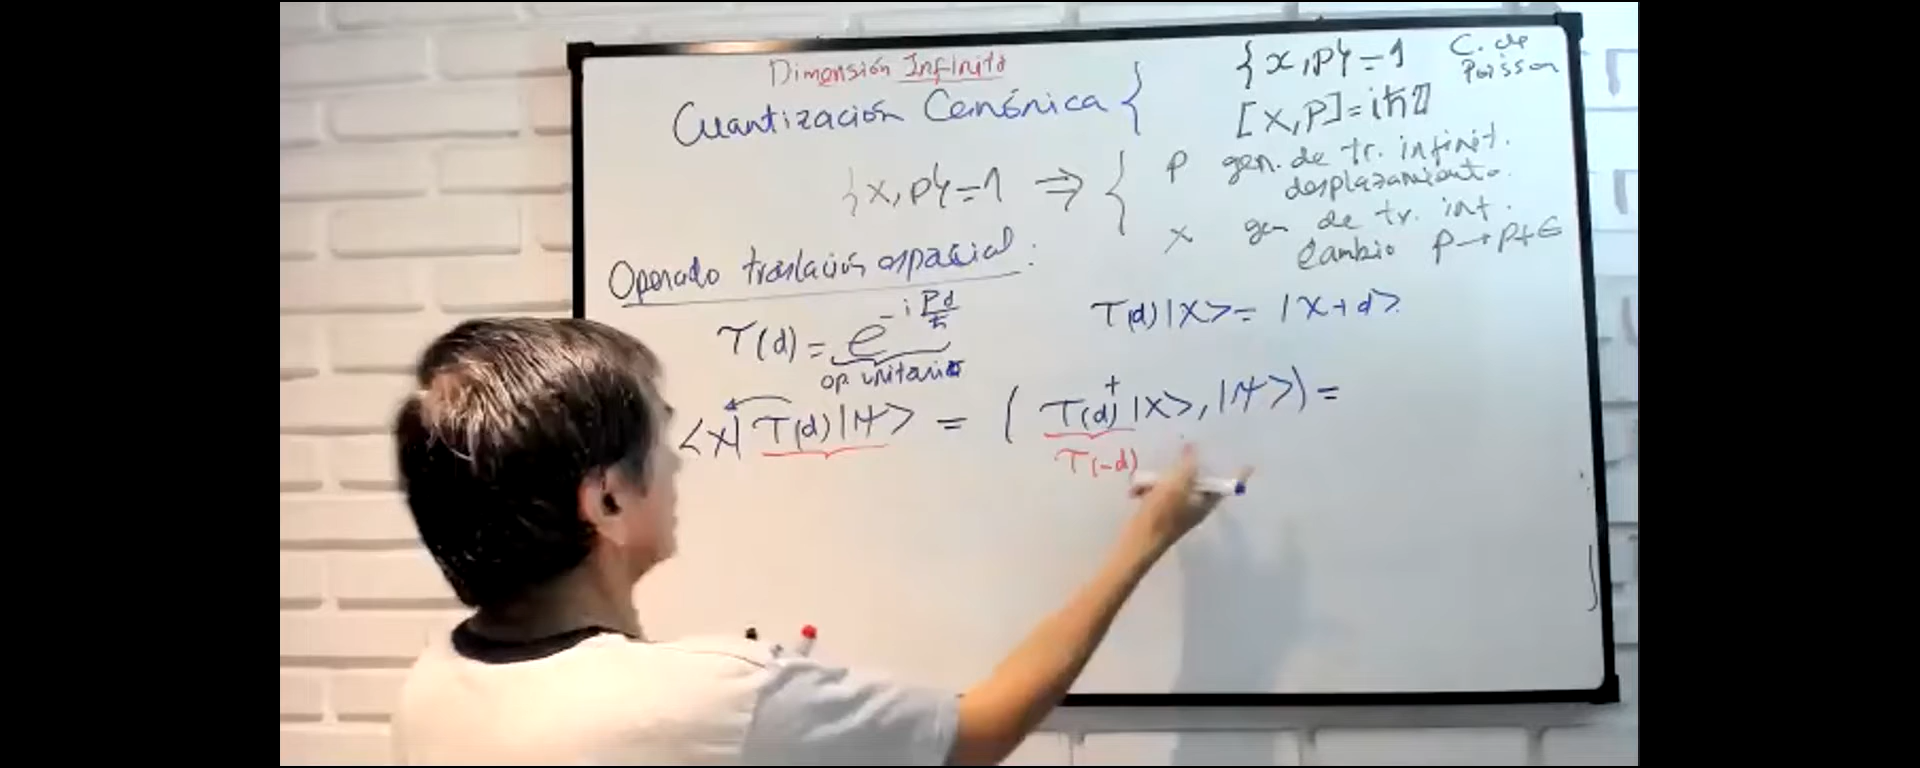 Dimensión Infinita
Cuantización Canónica {
{x,p}=1 C. de Poisson
[X,P]=iħ𝟙
{x,p}=1 ⇒ {
p gen. de tr. infinit.
desplazamiento.
x gen de tr. inf.
cambio p→p+ϵ
Operado traslación espacial:
T(d) = e^{-i Pd/ħ}
op. unitario
T(d)|x> = |x+d>.
<x|T(d)|ψ> = (T(d)^+|x>, |ψ>) =
T(-d)